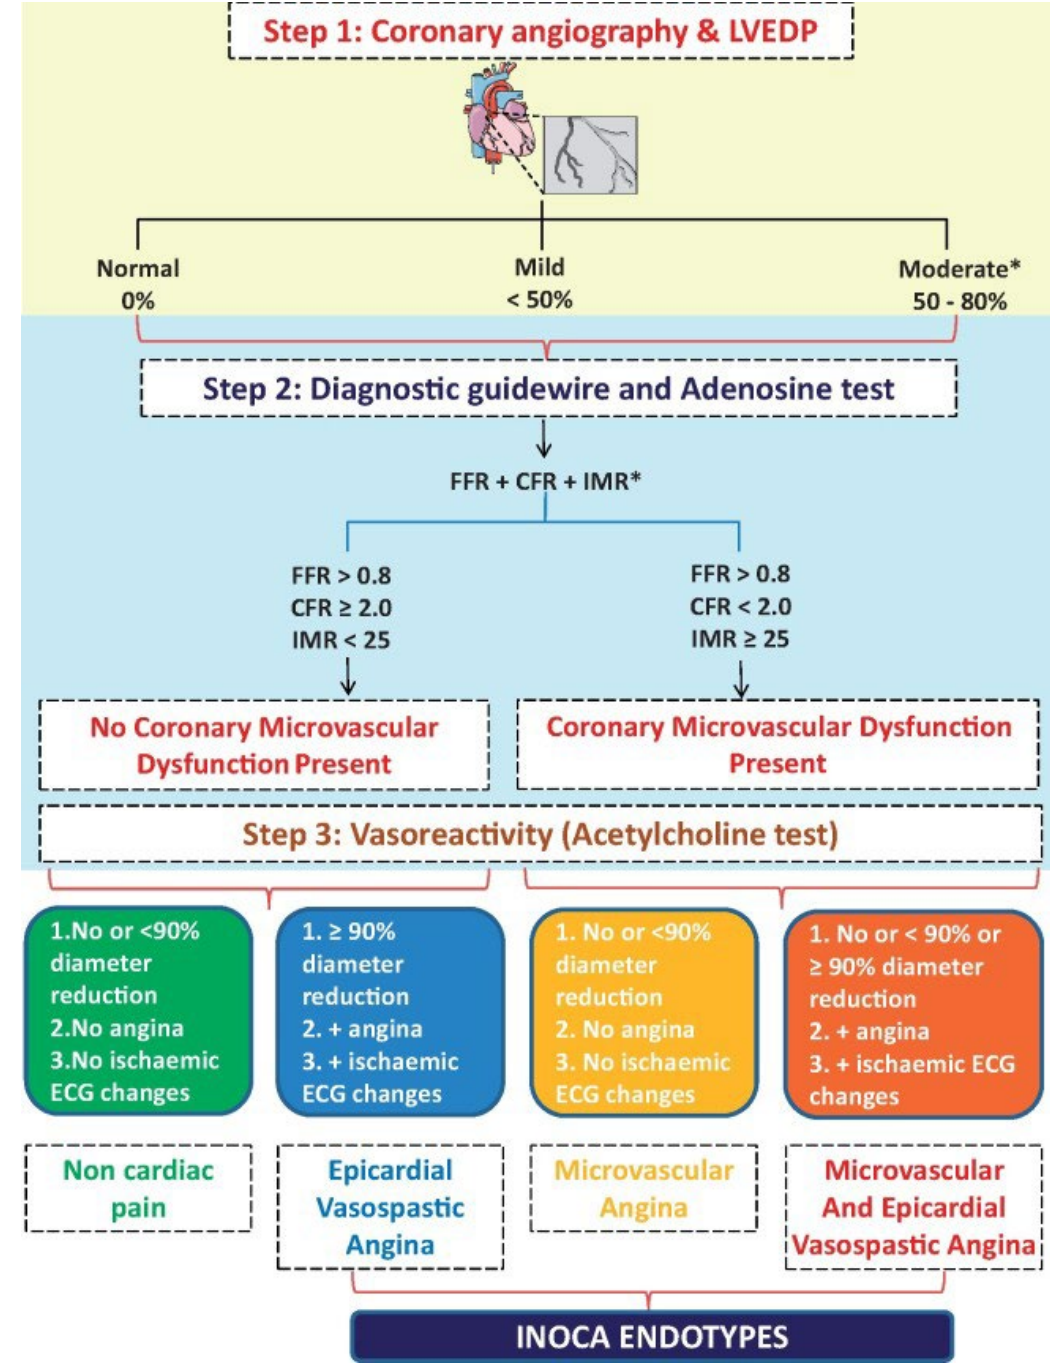 Step 1: Coronary angiography & LVEDP
Normal
0%
Mild
< 50%
Moderate*
50 - 80%
Step 2: Diagnostic guidewire and Adenosine test
FFR + CFR + IMR*
FFR > 0.8
CFR ≥ 2.0
IMR < 25
FFR > 0.8
CFR < 2.0
IMR ≥ 25
No Coronary Microvascular
Dysfunction Present
Coronary Microvascular Dysfunction
Present
Step 3: Vasoreactivity (Acetylcholine test)
1.No or <90%
diameter
reduction
2.No angina
3.No ischaemic
ECG changes
1. ≥ 90%
diameter
reduction
2. + angina
3. + ischaemic
ECG changes
1. No or <90%
diameter
reduction
2. No angina
3. No ischaemic
ECG changes
1. No or < 90% or
≥ 90% diameter
reduction
2. + angina
3. + ischaemic ECG
changes
Non cardiac
pain
Epicardial
Vasospastic
Angina
Microvascular
Angina
Microvascular
And Epicardial
Vasospastic Angina
INOCA ENDOTYPES